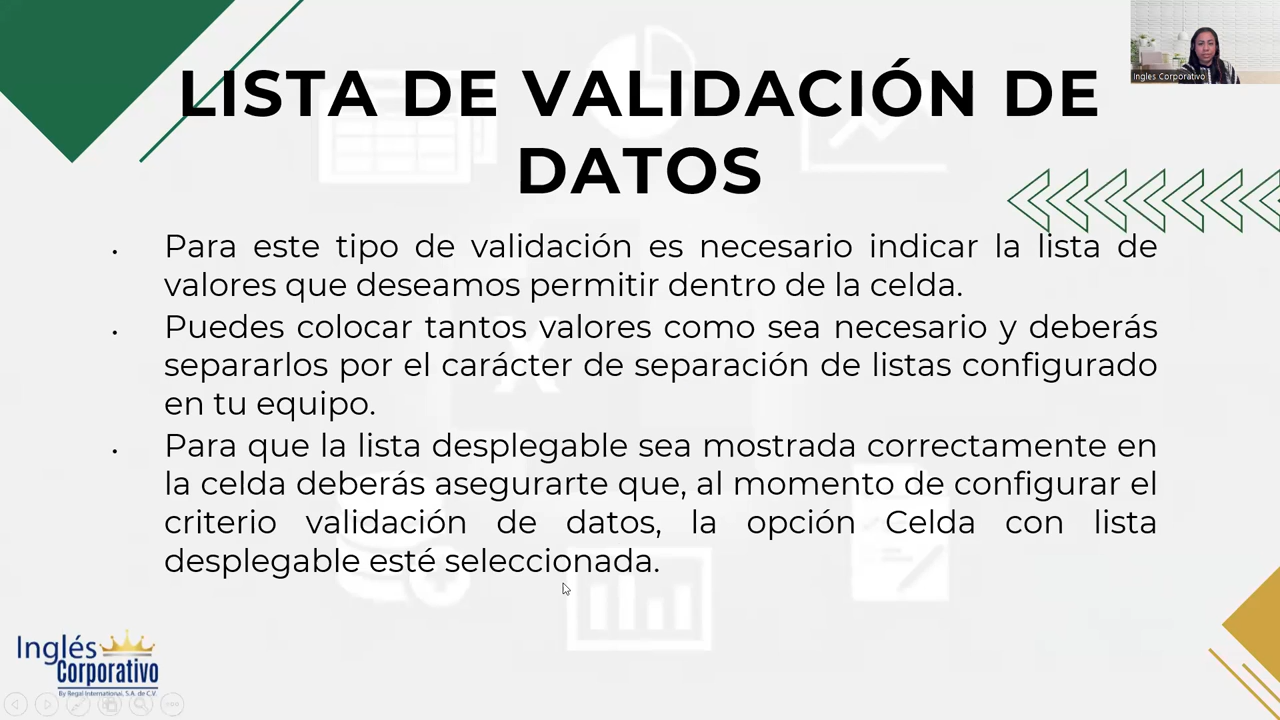 LISTA DE VALIDACIÓN DE
DATOS
Ingles Corporativo
• Para este tipo de validación es necesario indicar la lista de
valores que deseamos permitir dentro de la celda.
• Puedes colocar tantos valores como sea necesario y deberás
separarlos por el carácter de separación de listas configurado
en tu equipo.
• Para que la lista desplegable sea mostrada correctamente en
la celda deberás asegurarte que, al momento de configurar el
criterio validación de datos, la opción Celda con lista
desplegable esté seleccionada.
Inglés
Corporativo
By Regal International, S.A. de C.V.